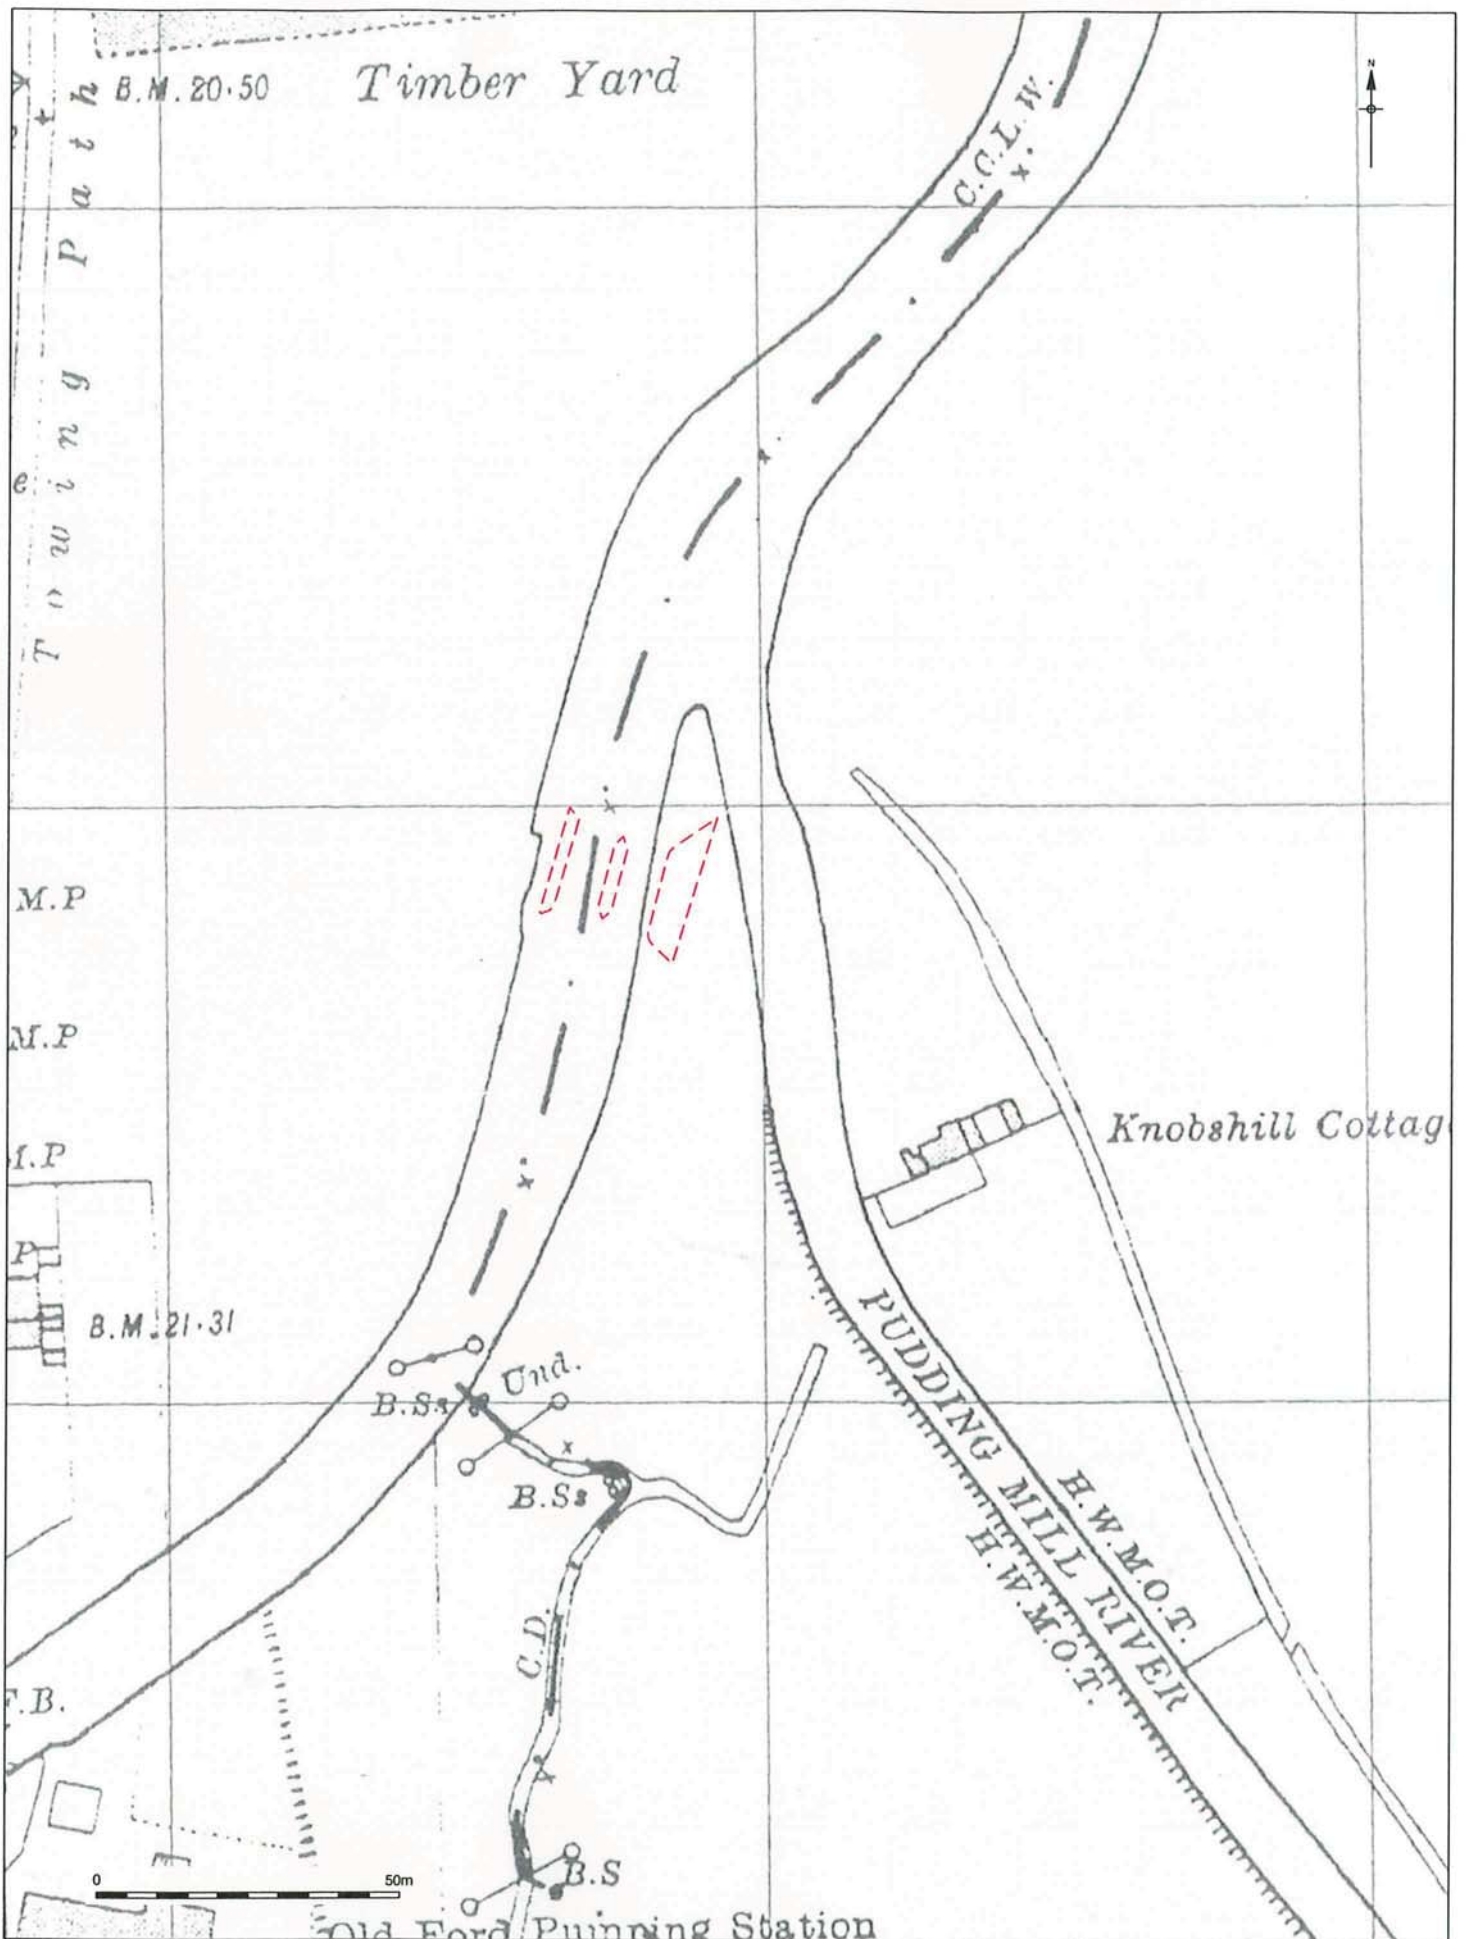 B.M. 20·50
Timber Yard
C.C.L.W.
N
Towing Path
e
M.P
M.P
M.P
P
Knobshill Cottag
B.M. 21·31
Und.
B.Ss
B.Ss
PUDDING MILL RIVER
H.W.M.O.T.
H.W.M.O.T.
C.D.
F.B.
0
50m
B.S
Old Ford Pumping Station